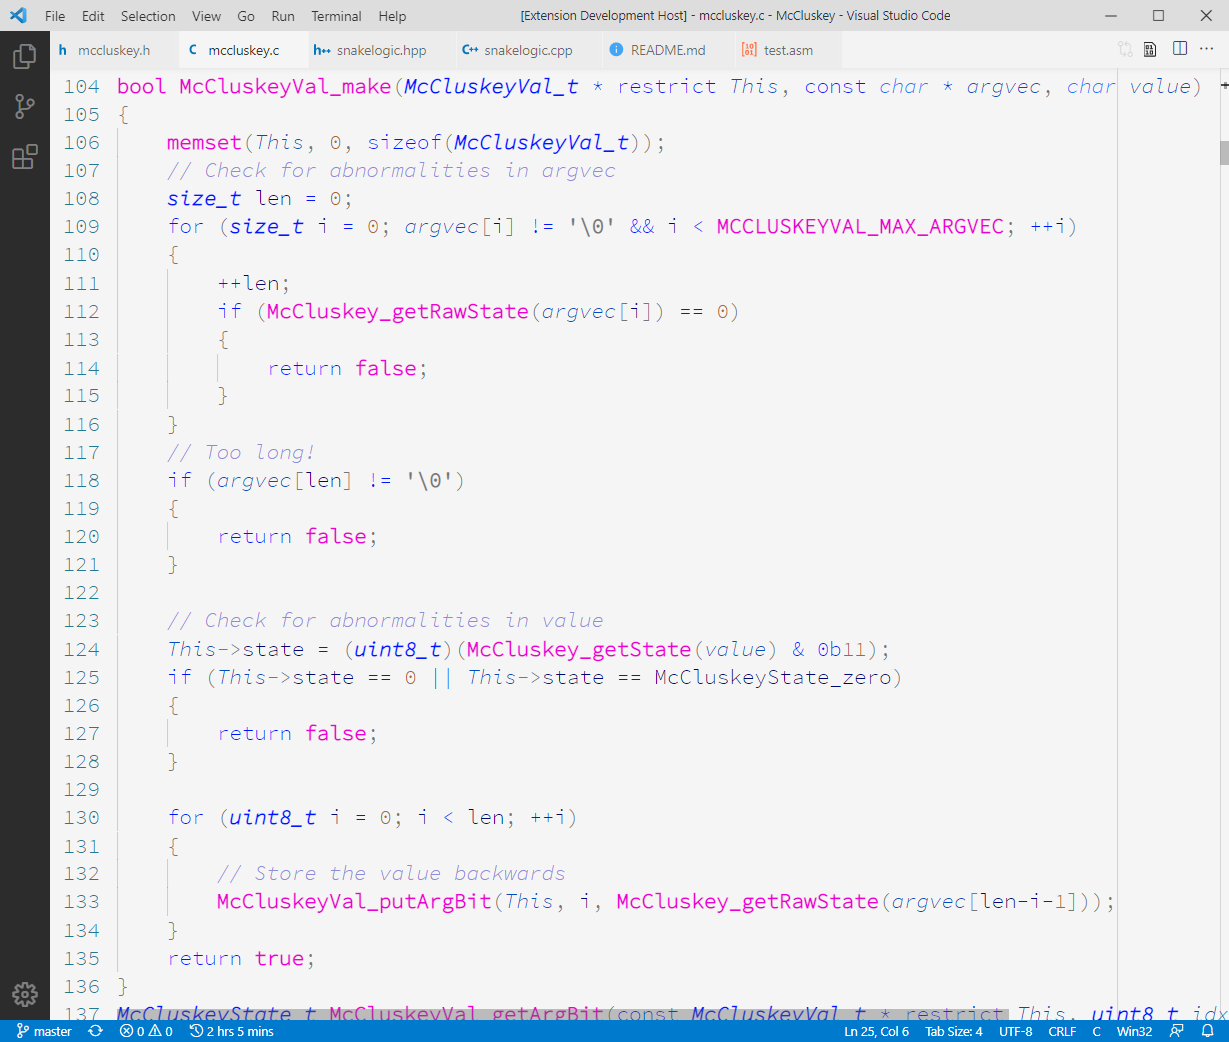 File Edit Selection View Go Run Terminal Help [Extension Development Host] - mccluskey.c - McCluskey - Visual Studio Code
h mccluskey.h C mccluskey.c h++ snakelogic.hpp C++ snakelogic.cpp README.md test.asm
104 bool McCluskeyVal_make(McCluskeyVal_t * restrict This, const char * argvec, char value)
105 {
106 memset(This, 0, sizeof(McCluskeyVal_t));
107 // Check for abnormalities in argvec
108 size_t len = 0;
109 for (size_t i = 0; argvec[i] != '\0' && i < MCCLUSKEYVAL_MAX_ARGVEC; ++i)
110 {
111 ++len;
112 if (McCluskey_getRawState(argvec[i]) == 0)
113 {
114 return false;
115 }
116 }
117 // Too long!
118 if (argvec[len] != '\0')
119 {
120 return false;
121 }
122
123 // Check for abnormalities in value
124 This->state = (uint8_t)(McCluskey_getState(value) & 0b11);
125 if (This->state == 0 || This->state == McCluskeyState_zero)
126 {
127 return false;
128 }
129
130 for (uint8_t i = 0; i < len; ++i)
131 {
132 // Store the value backwards
133 McCluskeyVal_putArgBit(This, i, McCluskey_getRawState(argvec[len-i-1]));
134 }
135 return true;
136 }
137 McCluskeyState_t McCluskeyVal_getArgBit(const McCluskeyVal_t * restrict This, uint8_t idx
master 0 0 2 hrs 5 mins Ln 25, Col 6 Tab Size: 4 UTF-8 CRLF C Win32